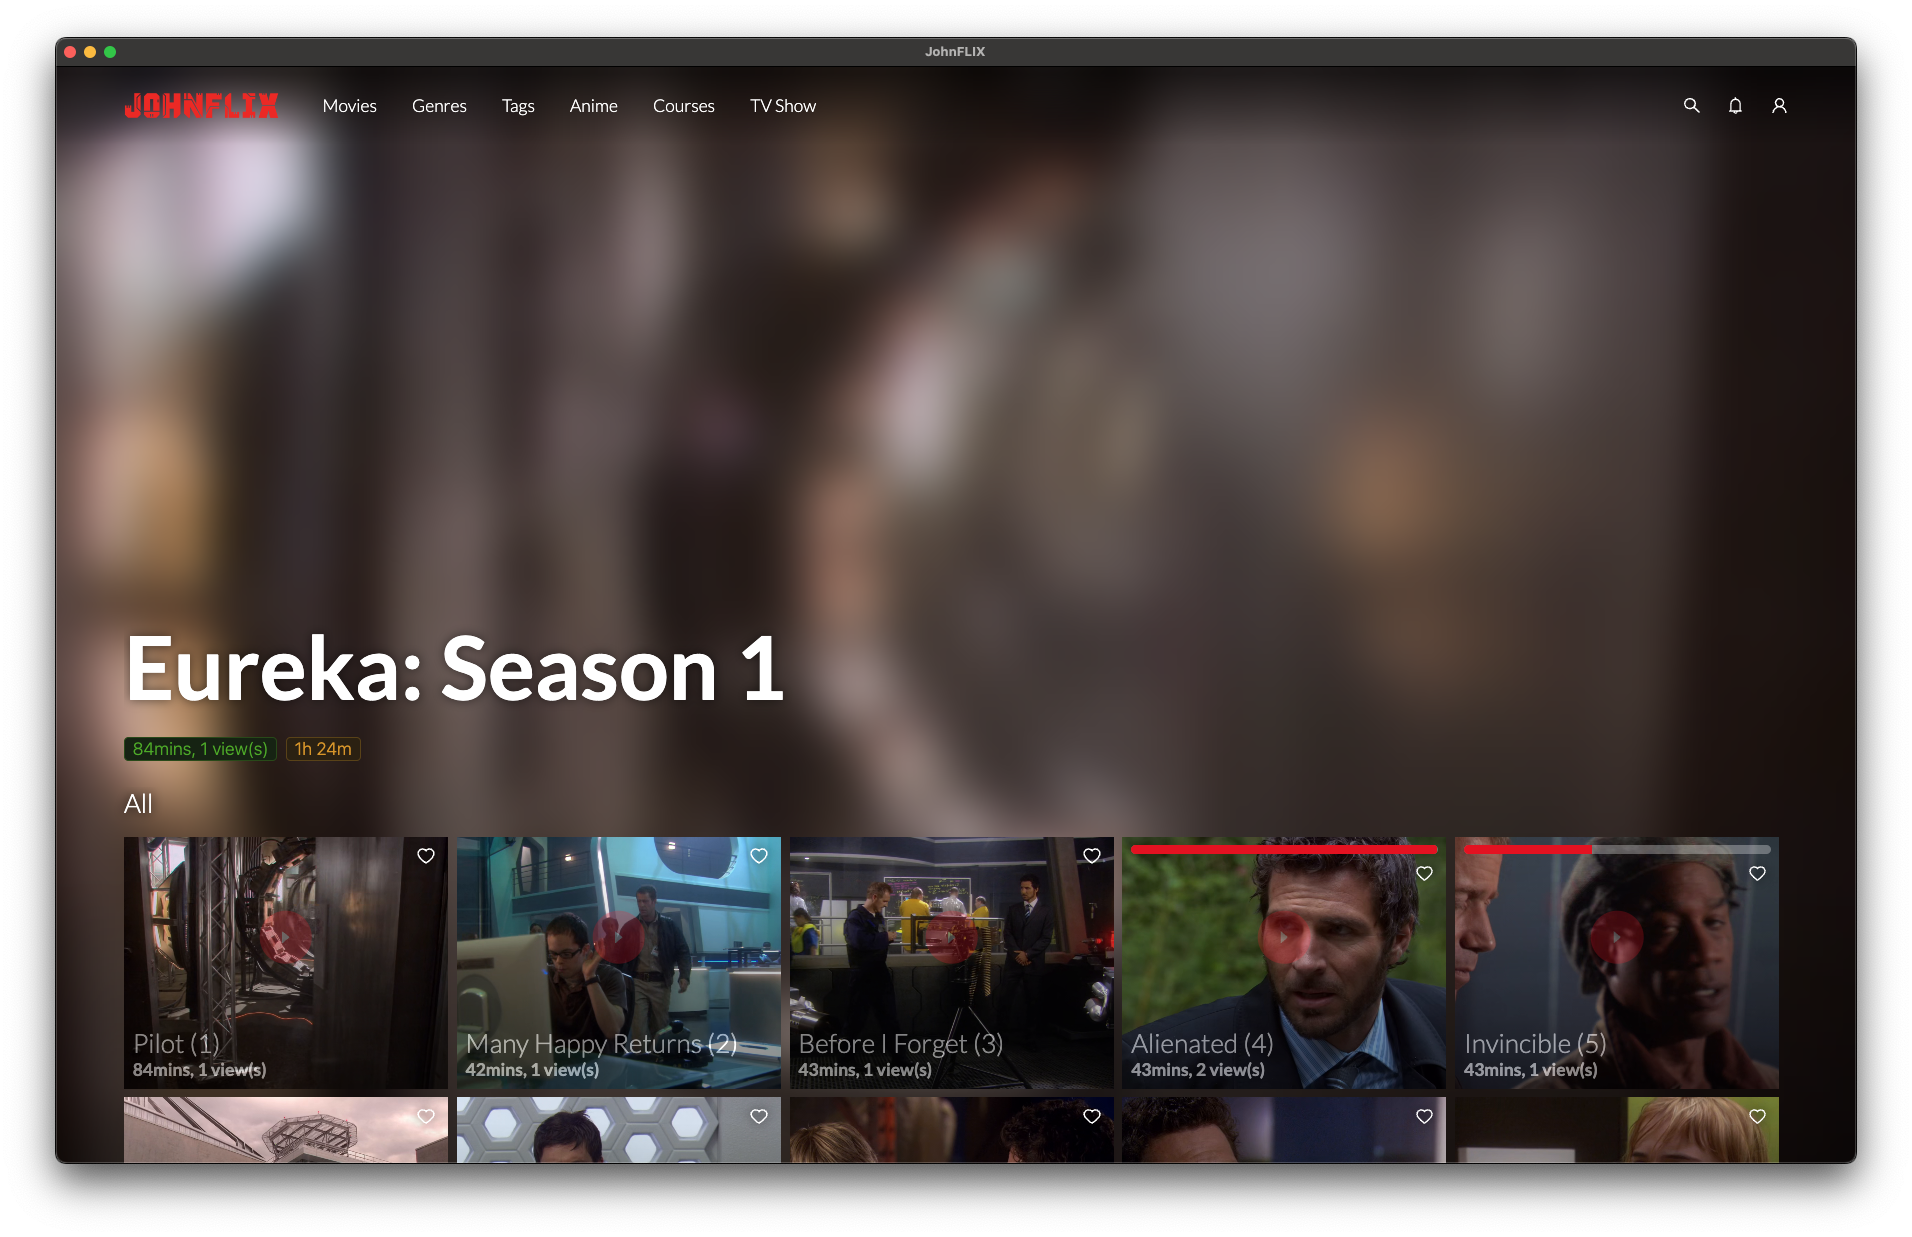 JohnFLIX
JOHNFLIX Movies Genres Tags Anime Courses TV Show
Eureka: Season 1
84mins, 1 view(s) 1h 24m
All
Pilot (1)
84mins, 1 view(s)
Many Happy Returns (2)
42mins, 1 view(s)
Before I Forget (3)
43mins, 1 view(s)
Alienated (4)
43mins, 2 view(s)
Invincible (5)
43mins, 1 view(s)